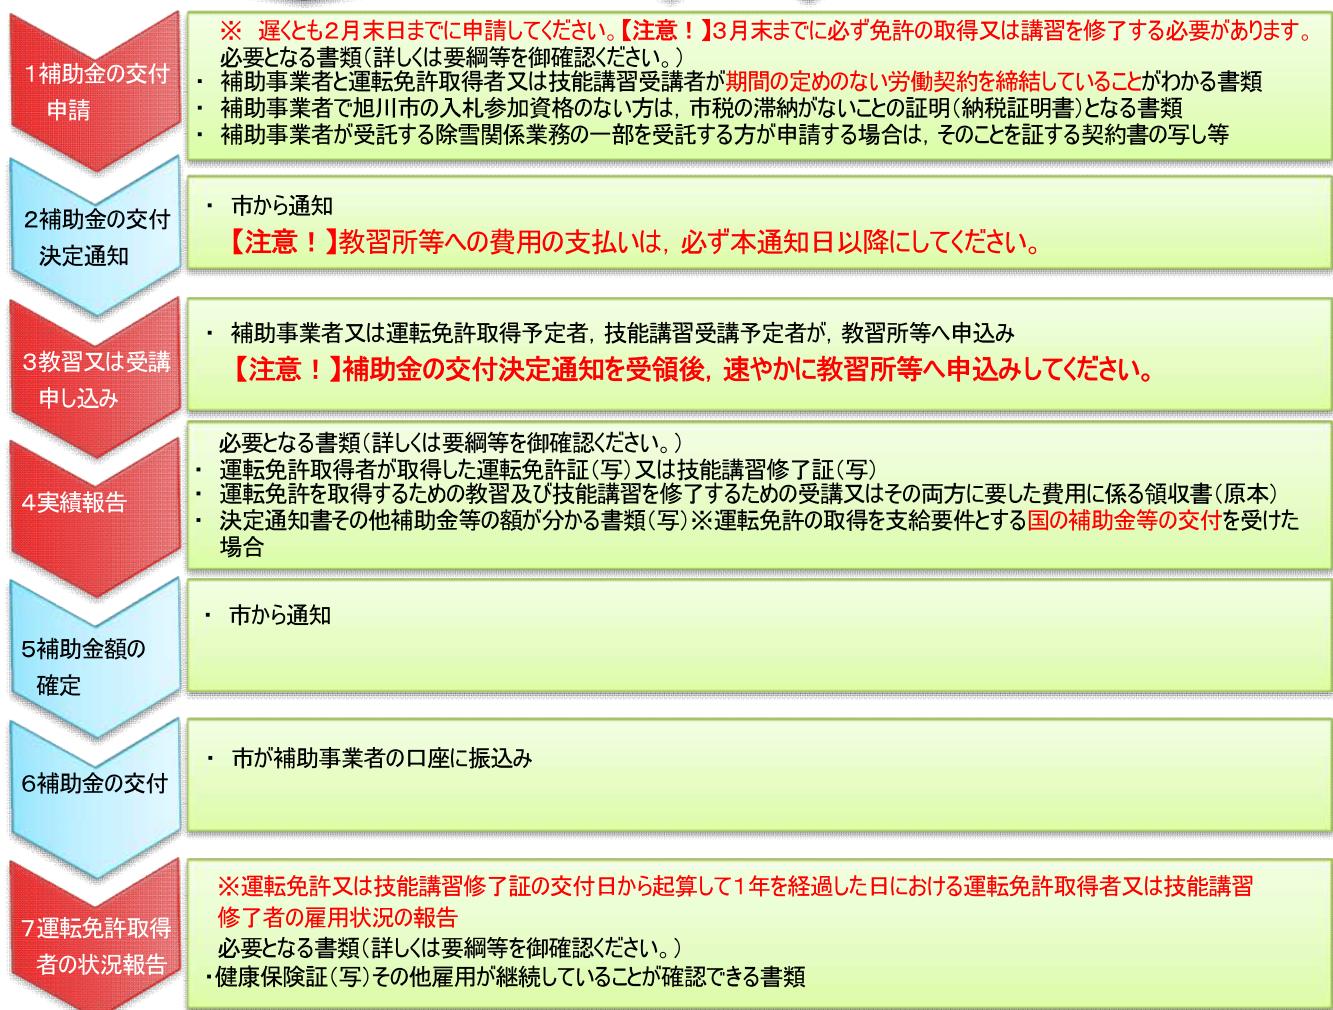 1補助金の交付
申請
※ 遅くとも2月末日までに申請してください。【注意！】3月末までに必ず免許の取得又は講習を修了する必要があります。
必要となる書類（詳しくは要綱等を御確認ください。）
・ 補助事業者と運転免許取得者又は技能講習受講者が期間の定めのない労働契約を締結していることがわかる書類
・ 補助事業者で旭川市の入札参加資格のない方は，市税の滞納がないことの証明（納税証明書）となる書類
・ 補助事業者が受託する除雪関係業務の一部を受託する方が申請する場合は，そのことを証する契約書の写し等
2補助金の交付
決定通知
・ 市から通知
【注意！】教習所等への費用の支払いは，必ず本通知日以降にしてください。
3教習又は受講
申し込み
・ 補助事業者又は運転免許取得予定者，技能講習受講予定者が，教習所等へ申込み
【注意！】補助金の交付決定通知を受領後，速やかに教習所等へ申込みしてください。
4実績報告
必要となる書類（詳しくは要綱等を御確認ください。）
・ 運転免許取得者が取得した運転免許証（写）又は技能講習修了証（写）
・ 運転免許を取得するための教習及び技能講習を修了するための受講又はその両方に要した費用に係る領収書（原本）
・ 決定通知書その他補助金等の額が分かる書類（写）※運転免許の取得を支給要件とする国の補助金等の交付を受けた
場合
5補助金額の
確定
・ 市から通知
6補助金の交付
・ 市が補助事業者の口座に振込み
7運転免許取得
者の状況報告
※運転免許又は技能講習修了証の交付日から起算して1年を経過した日における運転免許取得者又は技能講習
修了者の雇用状況の報告
必要となる書類（詳しくは要綱等を御確認ください。）
・健康保険証（写）その他雇用が継続していることが確認できる書類